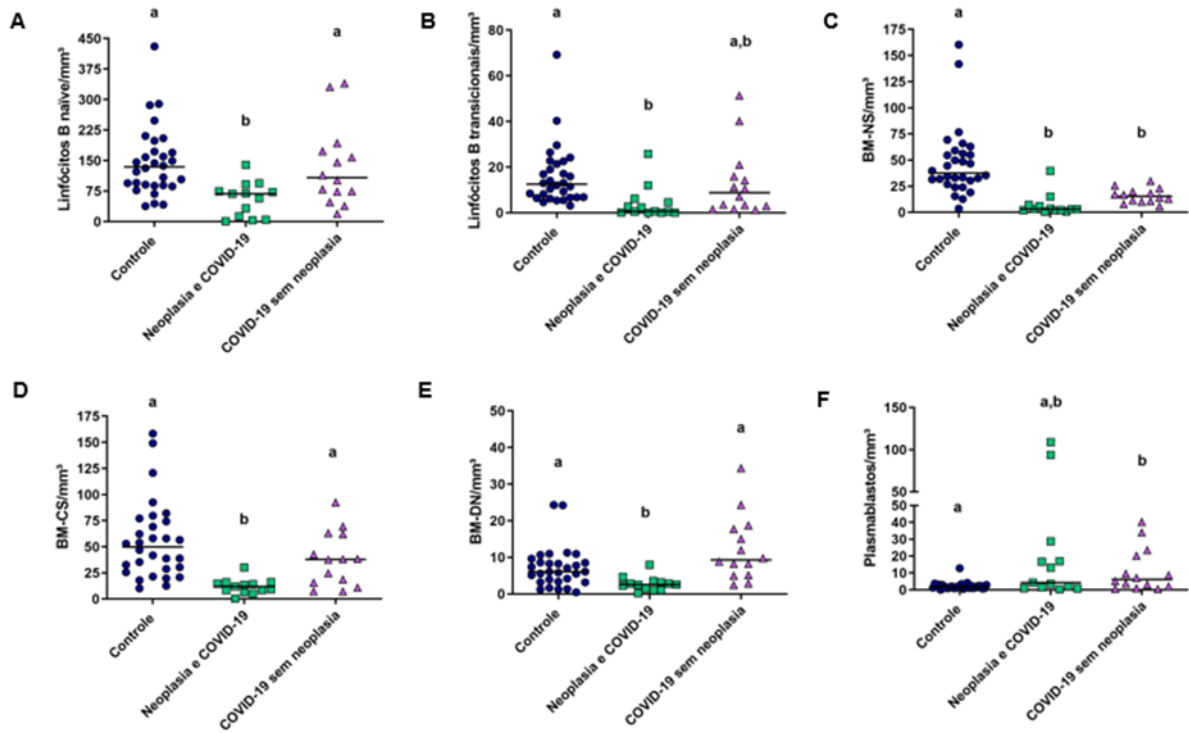 A
Linfócitos B naïve/mm³
450
375
300
225
150
75
0
a
b
a
Controle
Neoplasia e COVID-19
COVID-19 sem neoplasia
B
Linfócitos B transicionais/mm³
80
60
40
20
0
a
b
a,b
Controle
Neoplasia e COVID-19
COVID-19 sem neoplasia
C
BM-NS/mm³
175
150
125
100
75
50
25
0
a
b
b
Controle
Neoplasia e COVID-19
COVID-19 sem neoplasia
D
BM-CS/mm³
175
150
125
100
75
50
25
0
a
b
a
Controle
Neoplasia e COVID-19
COVID-19 sem neoplasia
E
BM-DN/mm³
50
40
30
20
10
0
a
b
a
Controle
Neoplasia e COVID-19
COVID-19 sem neoplasia
F
Plasmablastos/mm³
150
100
50
50
40
30
20
10
0
a
a,b
b
Controle
Neoplasia e COVID-19
COVID-19 sem neoplasia